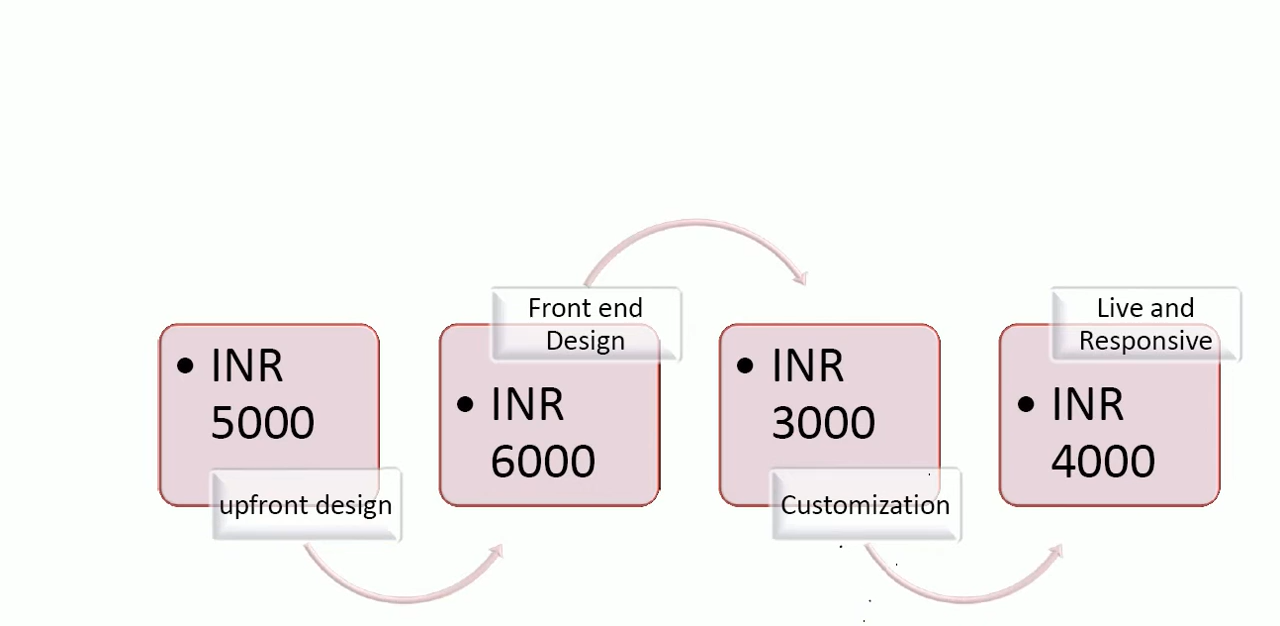 • INR
5000
upfront design
Front end
Design
• INR
6000
• INR
3000
Customization
Live and
Responsive
• INR
4000